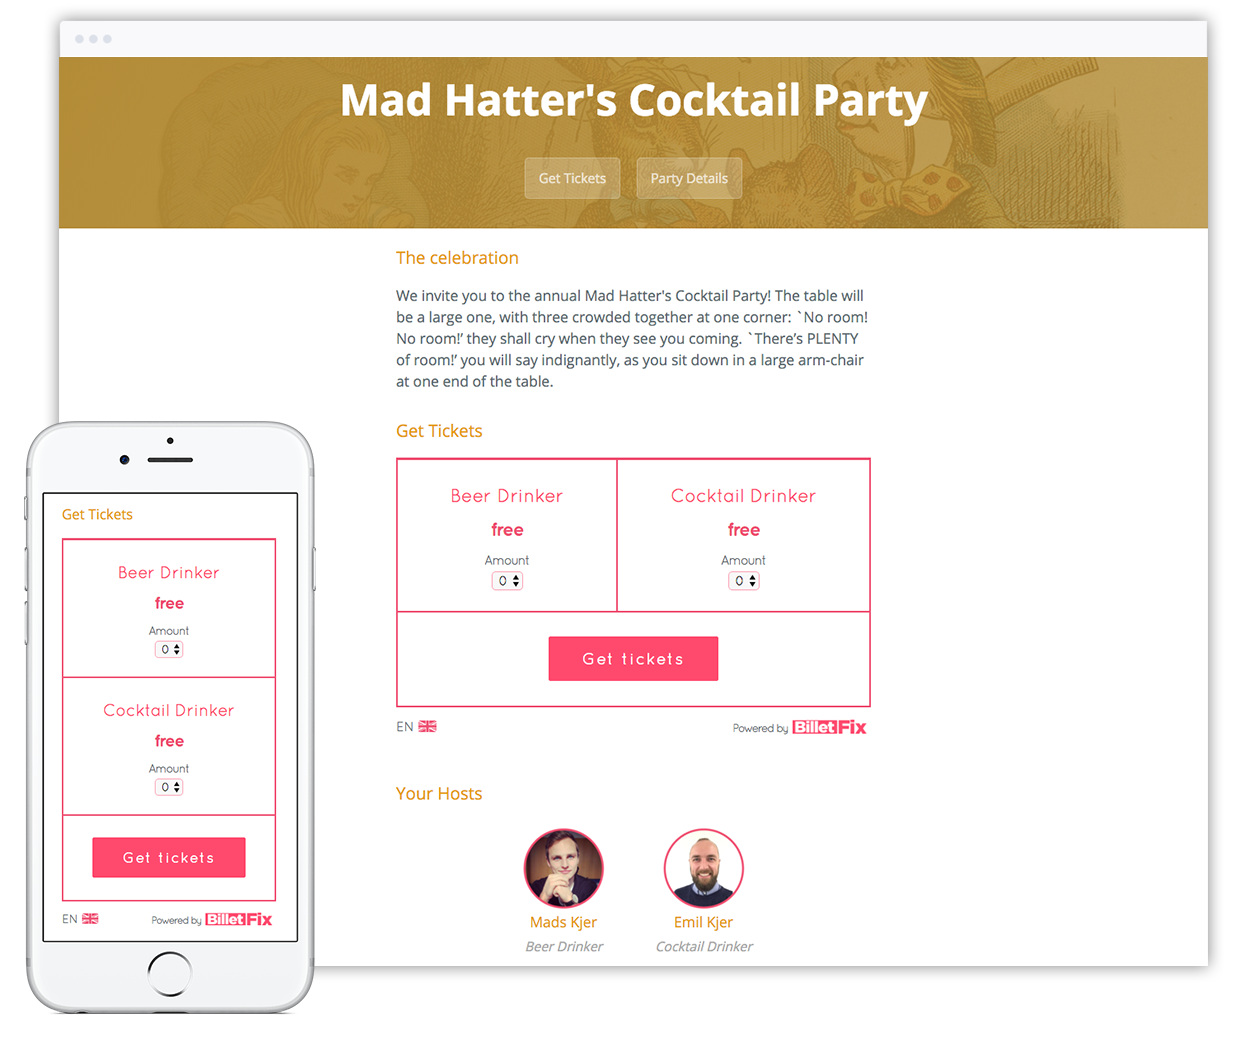 Mad Hatter's Cocktail Party
Get Tickets
Party Details
The celebration
We invite you to the annual Mad Hatter's Cocktail Party! The table will
be a large one, with three crowded together at one corner: `No room!
No room!’ they shall cry when they see you coming. `There’s PLENTY
of room!’ you will say indignantly, as you sit down in a large arm-chair
at one end of the table.
Get Tickets
Beer Drinker
free
Amount
0
Cocktail Drinker
free
Amount
0
Get tickets
EN
Powered by BilletFix
Your Hosts
Mads Kjer
Beer Drinker
Emil Kjer
Cocktail Drinker
Get Tickets
Beer Drinker
free
Amount
0
Cocktail Drinker
free
Amount
0
Get tickets
EN
Powered by BilletFix